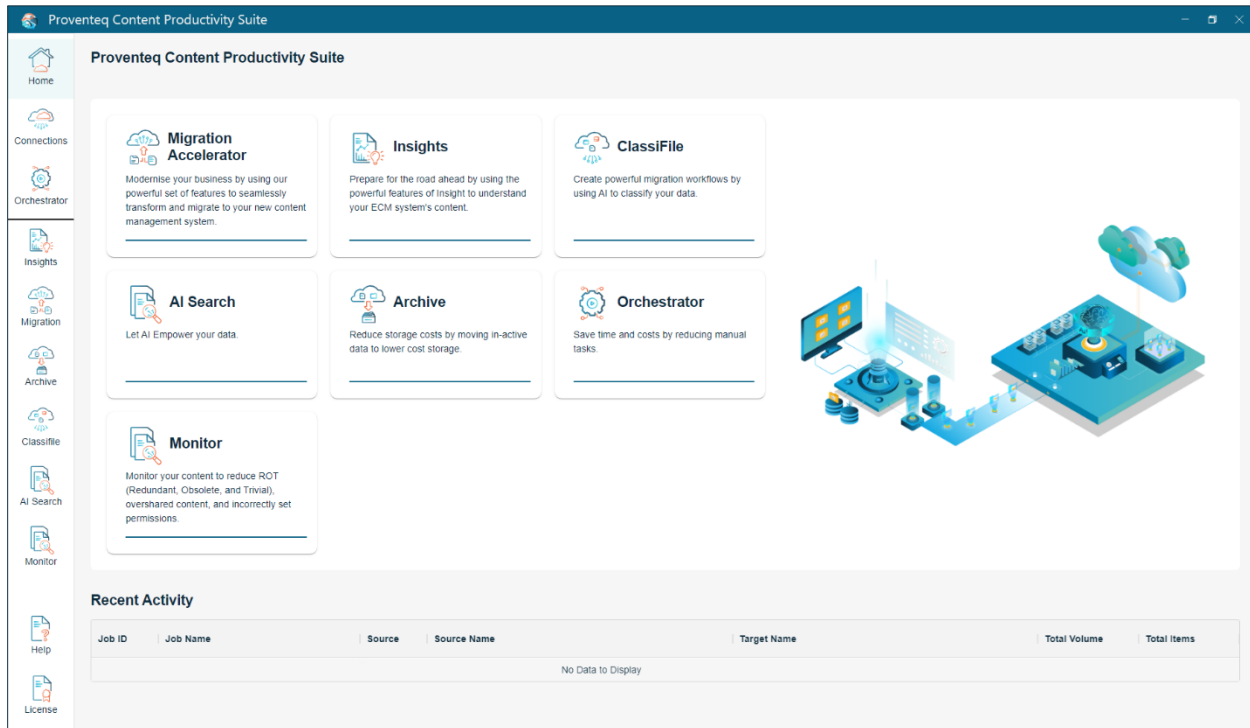 Proventeq Content Productivity Suite
Home
Connections
Orchestrator
Insights
Migration
Archive
Classifile
AI Search
Monitor
Help
License
Proventeq Content Productivity Suite
Migration
Accelerator
Modernise your business by using our
powerful set of features to seamlessly
transform and migrate to your new content
management system.
Insights
Prepare for the road ahead by using the
powerful features of Insight to understand
your ECM system's content.
ClassiFile
Create powerful migration workflows by
using AI to classify your data.
AI Search
Let AI Empower your data.
Archive
Reduce storage costs by moving in-active
data to lower cost storage.
Orchestrator
Save time and costs by reducing manual
tasks.
Monitor
Monitor your content to reduce ROT
(Redundant, Obsolete, and Trivial),
overshared content, and incorrectly set
permissions.
Recent Activity
Job ID Job Name Source Source Name Target Name Total Volume Total Items
No Data to Display